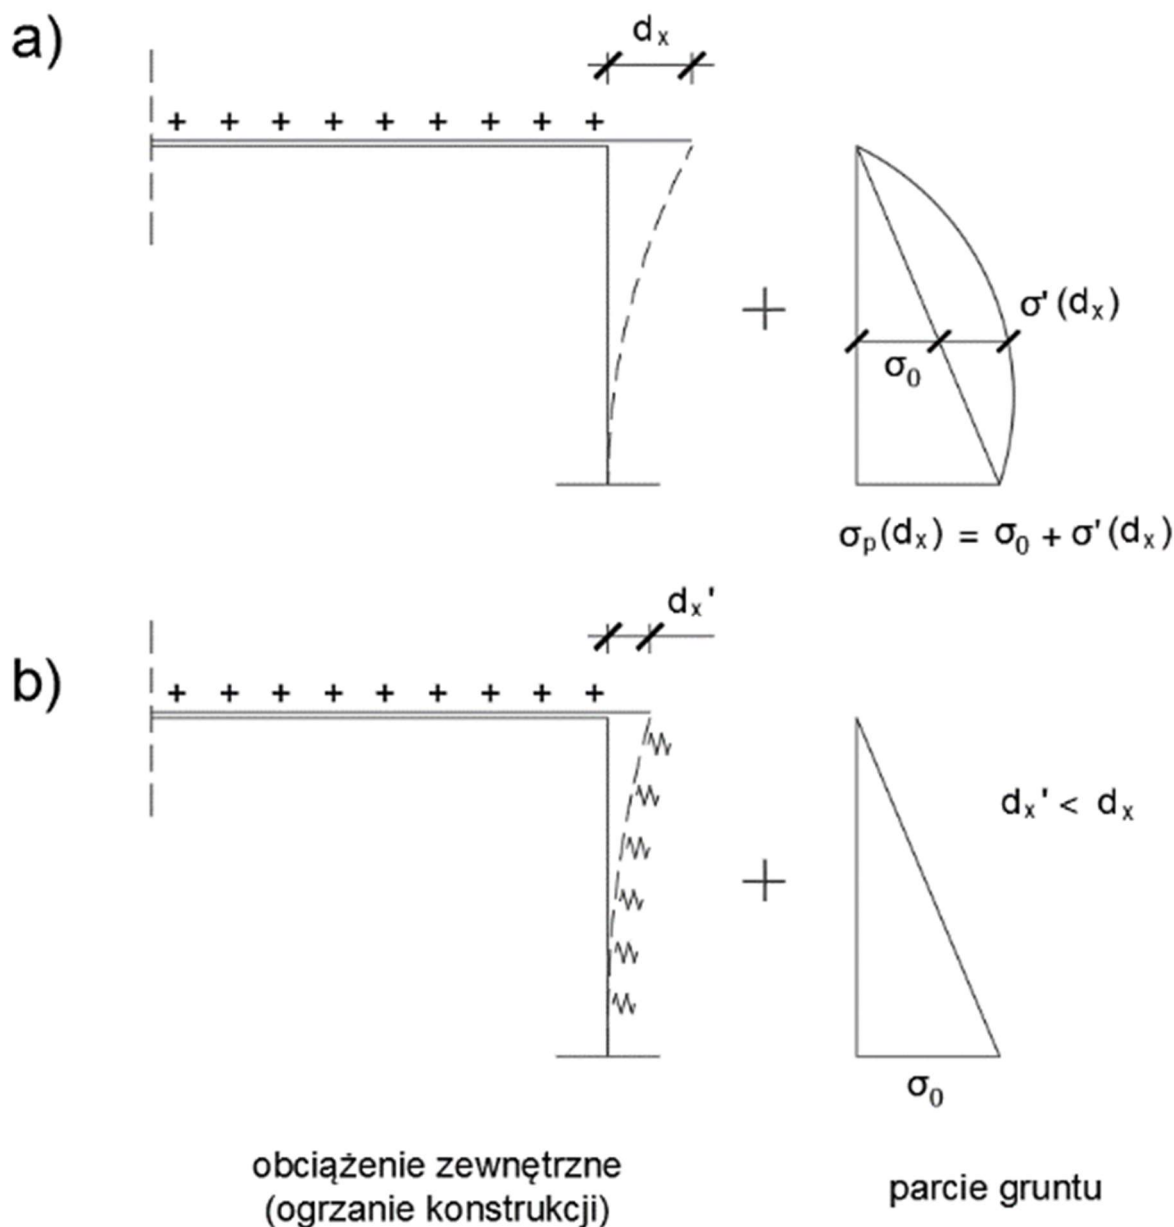 a)
dₓ
+ + + + + + + + +
+
σ'(dₓ)
σ₀
σₚ(dₓ) = σ₀ + σ'(dₓ)
b)
dₓ'
+ + + + + + + + +
+
dₓ' < dₓ
σ₀
obciążenie zewnętrzne
(ogrzanie konstrukcji)
parcie gruntu